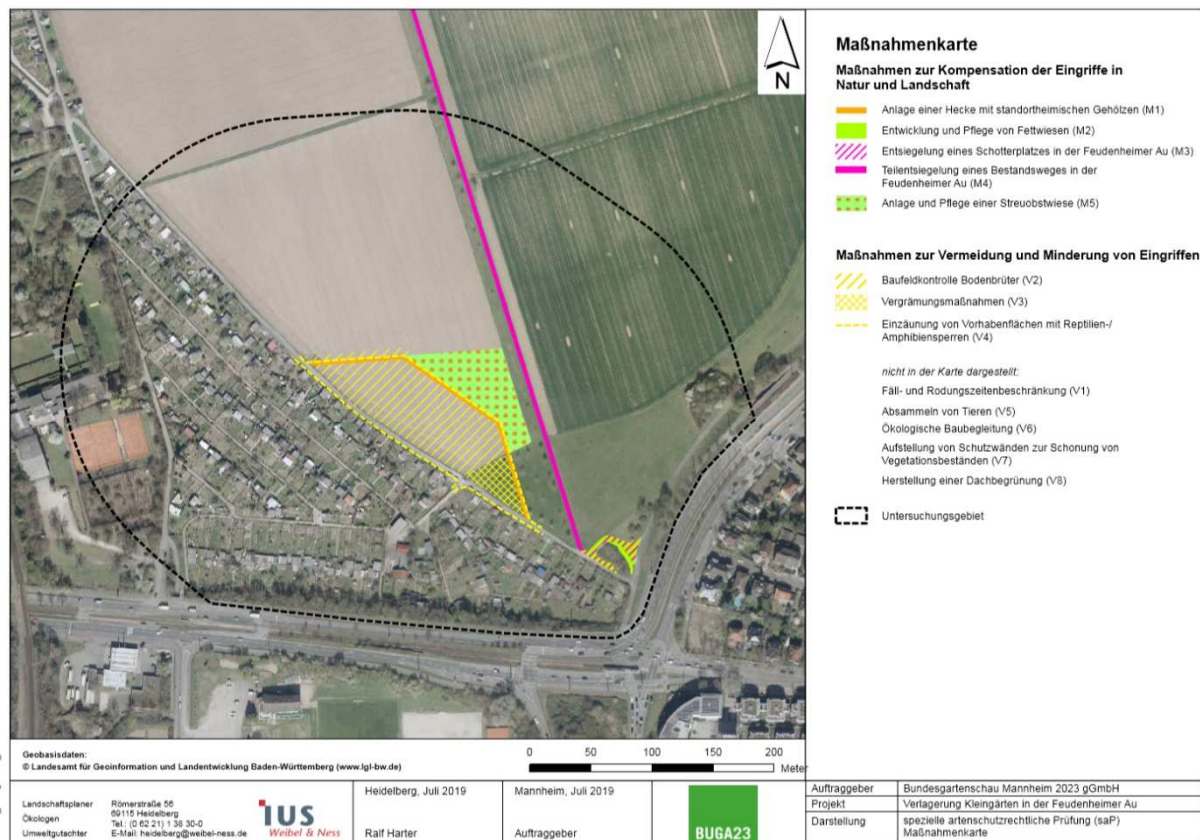 N
Maßnahmenkarte
Maßnahmen zur Kompensation der Eingriffe in
Natur und Landschaft
Anlage einer Hecke mit standortheimischen Gehölzen (M1)
Entwicklung und Pflege von Fettwiesen (M2)
Entsiegelung eines Schotterplatzes in der Feudenheimer Au (M3)
Teilentsiegelung eines Bestandsweges in der
Feudenheimer Au (M4)
Anlage und Pflege einer Streuobstwiese (M5)
Maßnahmen zur Vermeidung und Minderung von Eingriffen
Baufeldkontrolle Bodenbrüter (V2)
Vergrämungsmaßnahmen (V3)
Einzäunung von Vorhabenflächen mit Reptilien-/
Amphibiensperren (V4)
nicht in der Karte dargestellt:
Fäll- und Rodungszeitenbeschränkung (V1)
Absammeln von Tieren (V5)
Ökologische Baubegleitung (V6)
Aufstellung von Schutzwänden zur Schonung von
Vegetationsbeständen (V7)
Herstellung einer Dachbegrünung (V8)
Untersuchungsgebiet
Geobasisdaten:
© Landesamt für Geoinformation und Landentwicklung Baden-Württemberg (www.lgl-bw.de)
0 50 100 150 200
Meter
Landschaftsplaner
Ökologen
Umweltgutachter
Römerstraße 56
69115 Heidelberg
Tel.: (0 62 21) 1 38 30-0
E-Mail: heidelberg@weibel-ness.de
IUS
Weibel & Ness
Heidelberg, Juli 2019
Ralf Harter
Mannheim, Juli 2019
Auftraggeber
BUGA23
Auftraggeber Bundesgartenschau Mannheim 2023 gGmbH
Projekt Verlagerung Kleingärten in der Feudenheimer Au
Darstellung spezielle artenschutzrechtliche Prüfung (saP)
Maßnahmenkarte